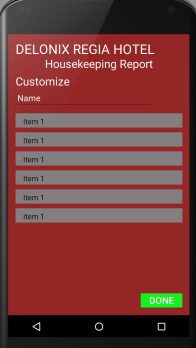 DELONIX REGIA HOTEL
Housekeeping Report
Customize
Name
Item 1
Item 1
Item 1
Item 1
Item 1
Item 1
DONE